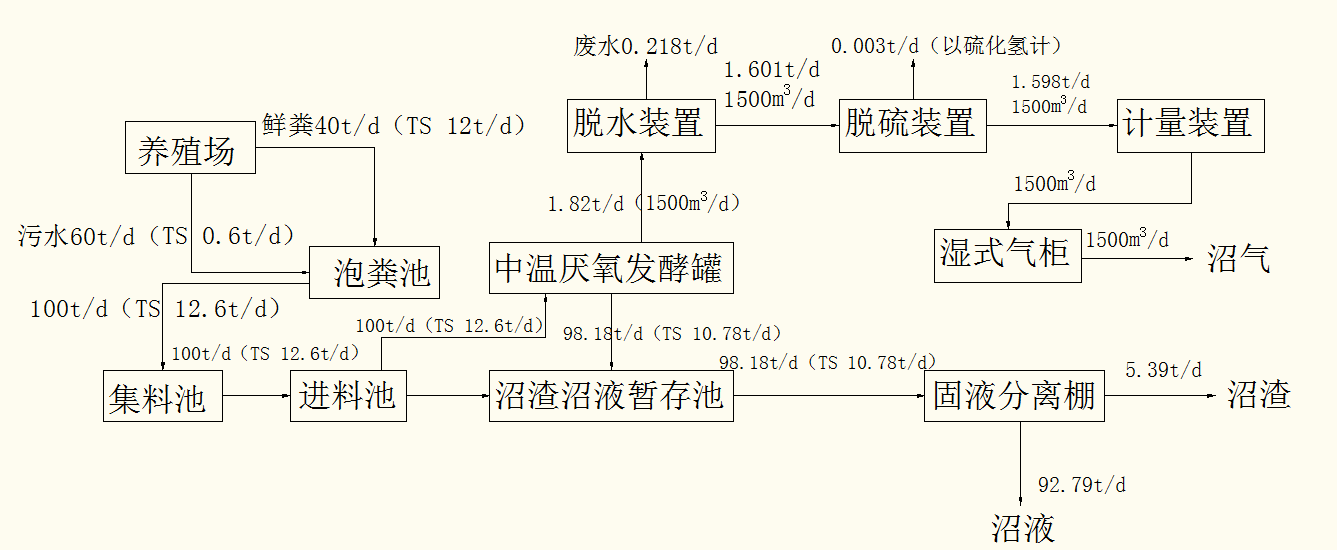 废水0.218t/d
0.003t/d（以硫化氢计）
1.601t/d
1500m³/d
1.598t/d
1500m³/d
脱水装置
脱硫装置
计量装置
鲜粪40t/d（TS 12t/d）
养殖场
1500m³/d
1.82t/d（1500m³/d）
污水60t/d（TS 0.6t/d）
泡粪池
中温厌氧发酵罐
湿式气柜
1500m³/d
沼气
100t/d（TS 12.6t/d）
100t/d（TS 12.6t/d）
98.18t/d（TS 10.78t/d）
100t/d（TS 12.6t/d）
98.18t/d（TS 10.78t/d）
5.39t/d
集料池
进料池
沼渣沼液暂存池
固液分离棚
沼渣
92.79t/d
沼液